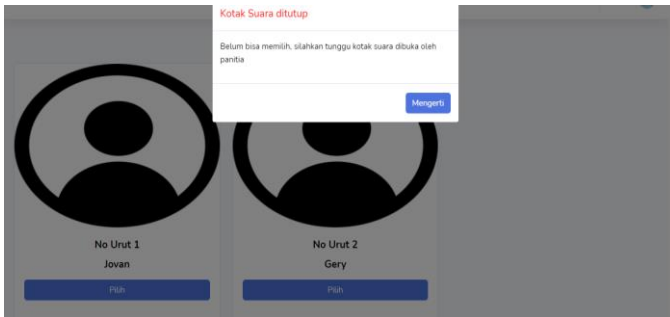 Kotak Suara ditutup
Belum bisa memilih, silahkan tunggu kotak suara dibuka oleh
panitia
Mengerti
No Urut 1
Jovan
Pilih
No Urut 2
Gery
Pilih